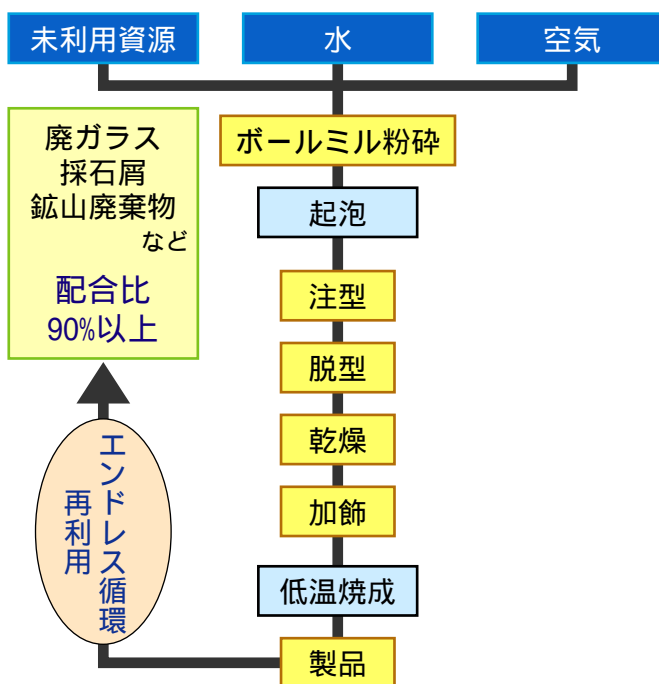 未利用資源
水
空気
廃ガラス
採石屑
鉱山廃棄物
など
配合比
90%以上
ボールミル粉砕
起泡
注型
脱型
乾燥
加飾
低温焼成
製品
エンドレス循環
再利用